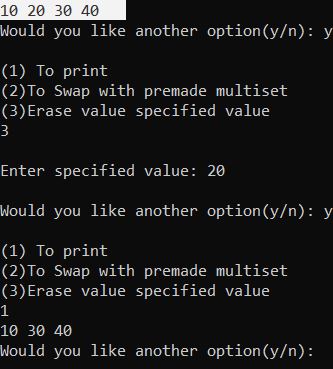 10 20 30 40
Would you like another option(y/n): y
(1) To print
(2)To Swap with premade multiset
(3)Erase value specified value
3
Enter specified value: 20
Would you like another option(y/n): y
(1) To print
(2)To Swap with premade multiset
(3)Erase value specified value
1
10 30 40
Would you like another option(y/n):